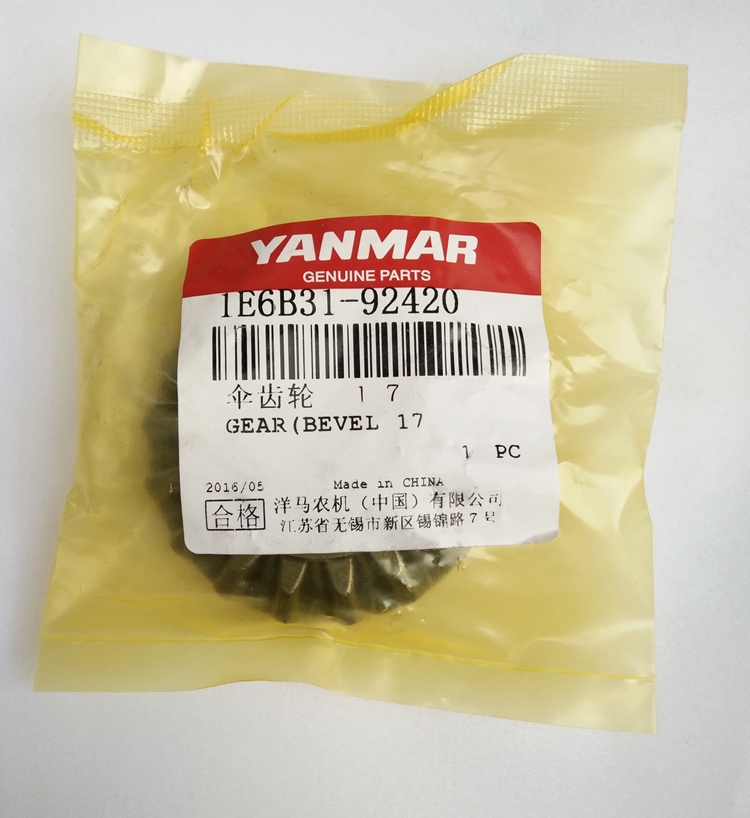 YANMAR
GENUINE PARTS
1E6B31-92420
伞齿轮 17
GEAR(BEVEL 17
1 PC
2016/05 Made in CHINA
合格 洋马农机（中国）有限公司
江苏省无锡市新区锡锦路7号